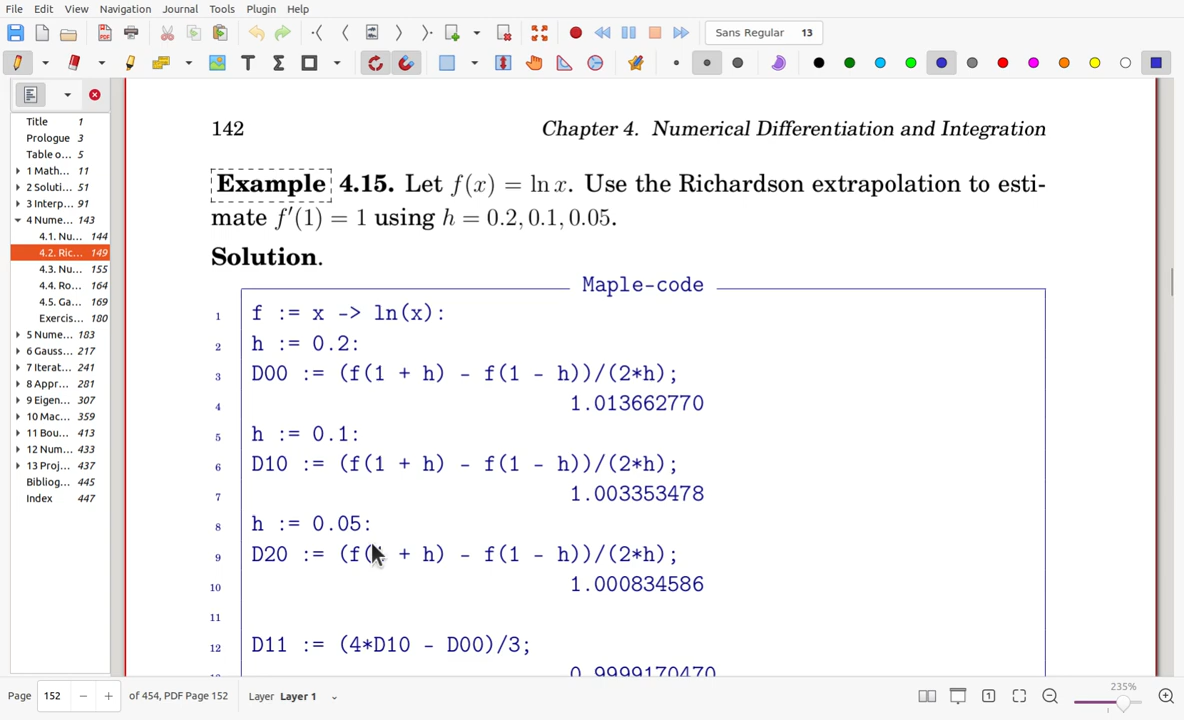 File Edit View Navigation Journal Tools Plugin Help
Sans Regular 13
Title 1
Prologue 3
Table o... 5
1 Math... 11
2 Soluti... 51
3 Interp... 91
4 Nume... 143
4.1. Nu... 144
4.2. Ric... 149
4.3. Nu... 155
4.4. Ro... 164
4.5. Ga... 169
Exercis... 180
5 Nume... 183
6 Gauss... 217
7 Iterat... 241
8 Appr... 281
9 Eigen... 307
10 Mac... 359
11 Bou... 413
12 Num... 433
13 Proj... 437
Bibliog... 445
Index 447
142 Chapter 4. Numerical Differentiation and Integration
Example 4.15. Let f(x) = ln x. Use the Richardson extrapolation to esti-
mate f′(1) = 1 using h = 0.2, 0.1, 0.05.
Solution.
Maple-code
1 f := x -> ln(x):
2 h := 0.2:
3 D00 := (f(1 + h) - f(1 - h))/(2*h);
4 1.013662770
5 h := 0.1:
6 D10 := (f(1 + h) - f(1 - h))/(2*h);
7 1.003353478
8 h := 0.05:
9 D20 := (f(1 + h) - f(1 - h))/(2*h);
10 1.000834586
11
12 D11 := (4*D10 - D00)/3;
0.9999170470
Page 152 − + of 454, PDF Page 152 Layer Layer 1 235%